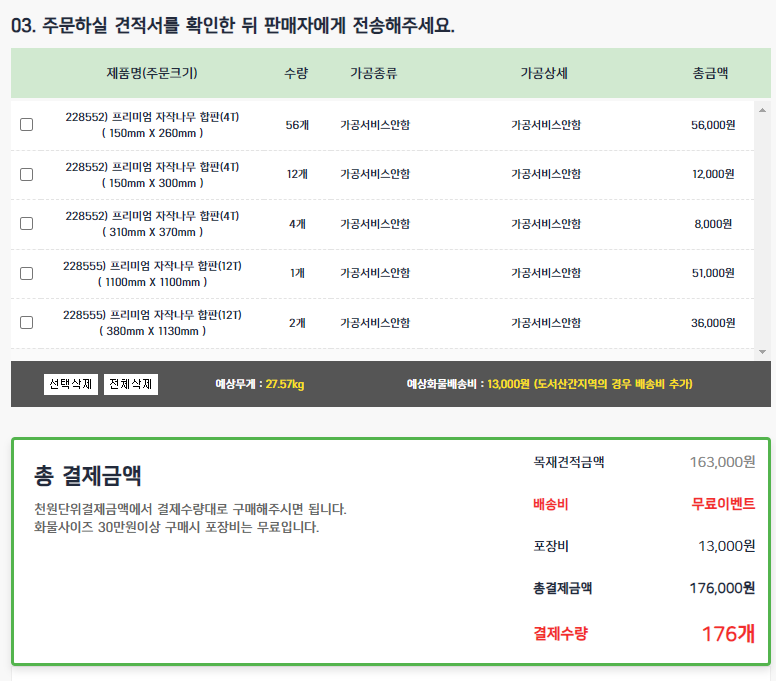 03. 주문하실 견적서를 확인한 뒤 판매자에게 전송해주세요.
제품명(주문크기) 수량 가공종류 가공상세 총금액
228552) 프리미엄 자작나무 합판(4T)
( 150mm X 260mm ) 56개 가공서비스안함 가공서비스안함 56,000원
228552) 프리미엄 자작나무 합판(4T)
( 150mm X 300mm ) 12개 가공서비스안함 가공서비스안함 12,000원
228552) 프리미엄 자작나무 합판(4T)
( 310mm X 370mm ) 4개 가공서비스안함 가공서비스안함 8,000원
228555) 프리미엄 자작나무 합판(12T)
( 1100mm X 1100mm ) 1개 가공서비스안함 가공서비스안함 51,000원
228555) 프리미엄 자작나무 합판(12T)
( 380mm X 1130mm ) 2개 가공서비스안함 가공서비스안함 36,000원
선택삭제 전체삭제 예상무게 : 27.57kg 예상화물배송비 : 13,000원 (도서산간지역의 경우 배송비 추가)
총 결제금액
천원단위결제금액에서 결제수량대로 구매해주시면 됩니다.
화물사이즈 30만원이상 구매시 포장비는 무료입니다.
목재견적금액 163,000원
배송비 무료이벤트
포장비 13,000원
총결제금액 176,000원
결제수량 176개